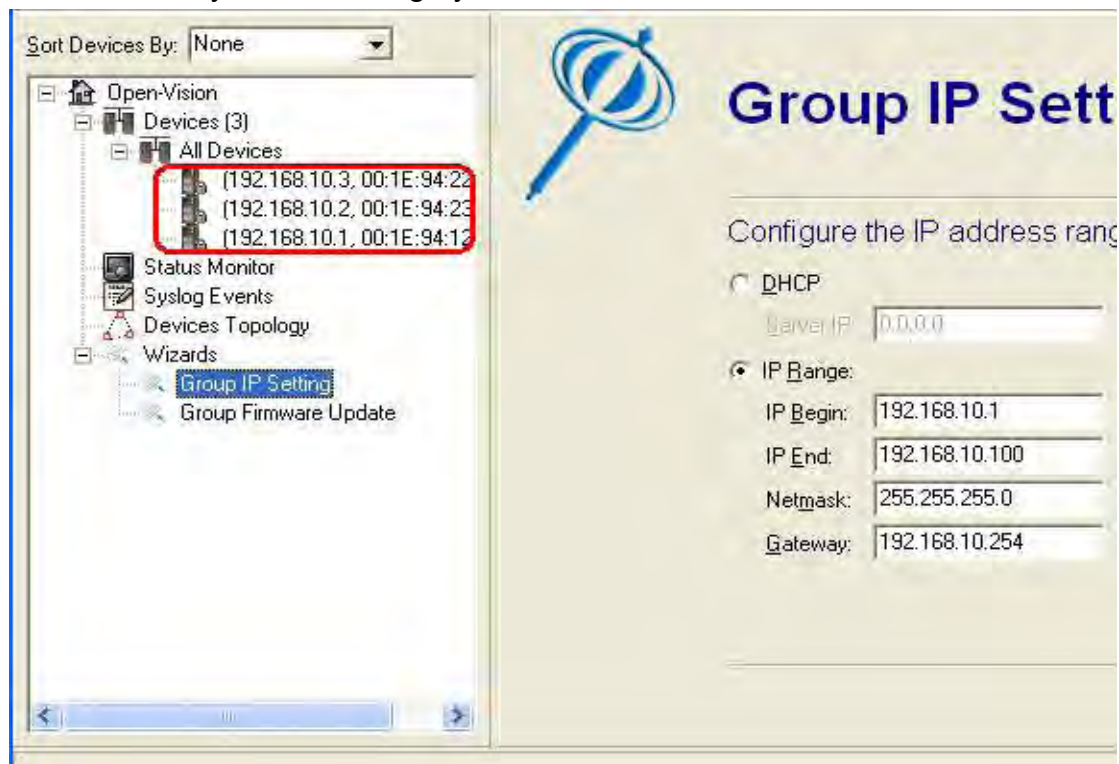 Sort Devices By: None
Open-Vision
Devices (3)
All Devices
(192.168.10.3, 00:1E:94:22
(192.168.10.2, 00:1E:94:23
(192.168.10.1, 00:1E:94:12
Status Monitor
Syslog Events
Devices Topology
Wizards
Group IP Setting
Group Firmware Update
Group IP Sett
Configure the IP address rang
DHCP
Server IP: 0.0.0.0
IP Range:
IP Begin: 192.168.10.1
IP End: 192.168.10.100
Netmask: 255.255.255.0
Gateway: 192.168.10.254